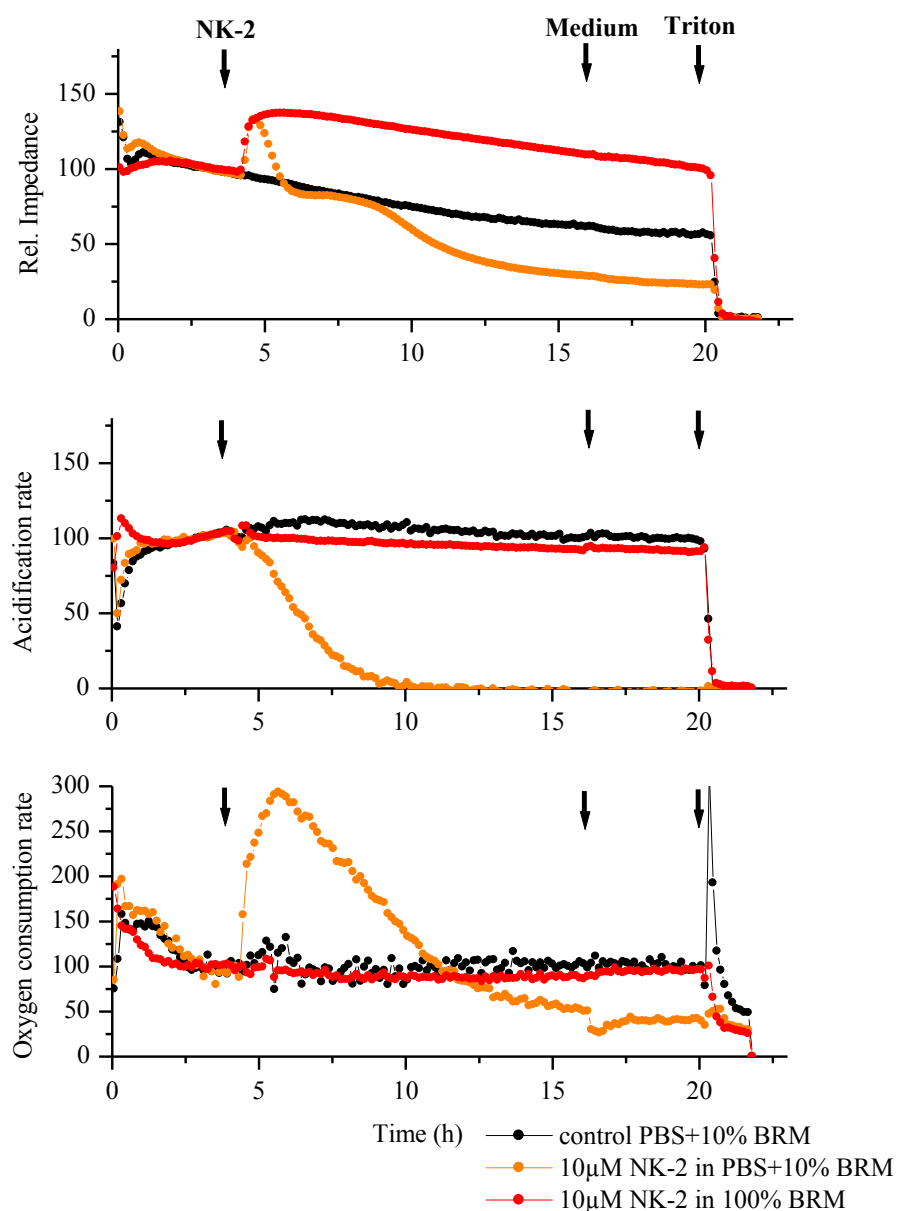 NK-2 Medium Triton
Rel. Impedance
150
100
50
0
0 5 10 15 20
Acidification rate
150
100
50
0
0 5 10 15 20
Oxygen consumption rate
300
250
200
150
100
50
0
0 5 10 15 20
Time (h)
control PBS+10% BRM
10µM NK-2 in PBS+10% BRM
10µM NK-2 in 100% BRM